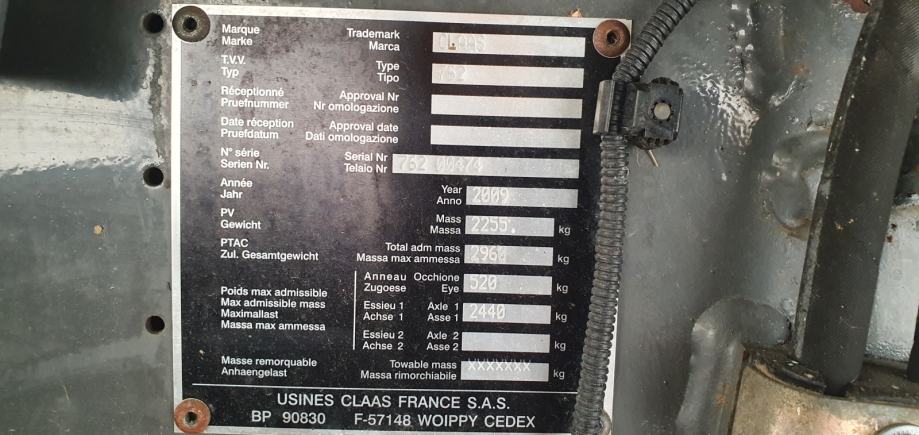 Marque Trademark
Marke Marca CLAAS
T.V.V. Type
Typ Tipo 762
Réceptionné Approval Nr
Pruefnummer Nr omologazione
Date réception Approval date
Pruefdatum Dati omologazione
N° série Serial Nr
Serien Nr. Telaio Nr 762 00474
Année Year
Jahr Anno 2009
PV Mass
Gewicht Massa 2255. kg
PTAC Total adm mass
Zul. Gesamtgewicht Massa max ammessa 2960 kg
Anneau Occhione
Zugoese Eye 520 kg
Poids max admissible
Max admissible mass
Maximallast
Massa max ammessa
Essieu 1 Axle 1
Achse 1 Asse 1 2440 kg
Essieu 2 Axle 2
Achse 2 Asse 2 kg
Masse remorquable Towable mass
Anhaengelast Massa rimorchiabile XXXXXXX kg
USINES CLAAS FRANCE S.A.S.
BP 90830 F-57148 WOIPPY CEDEX